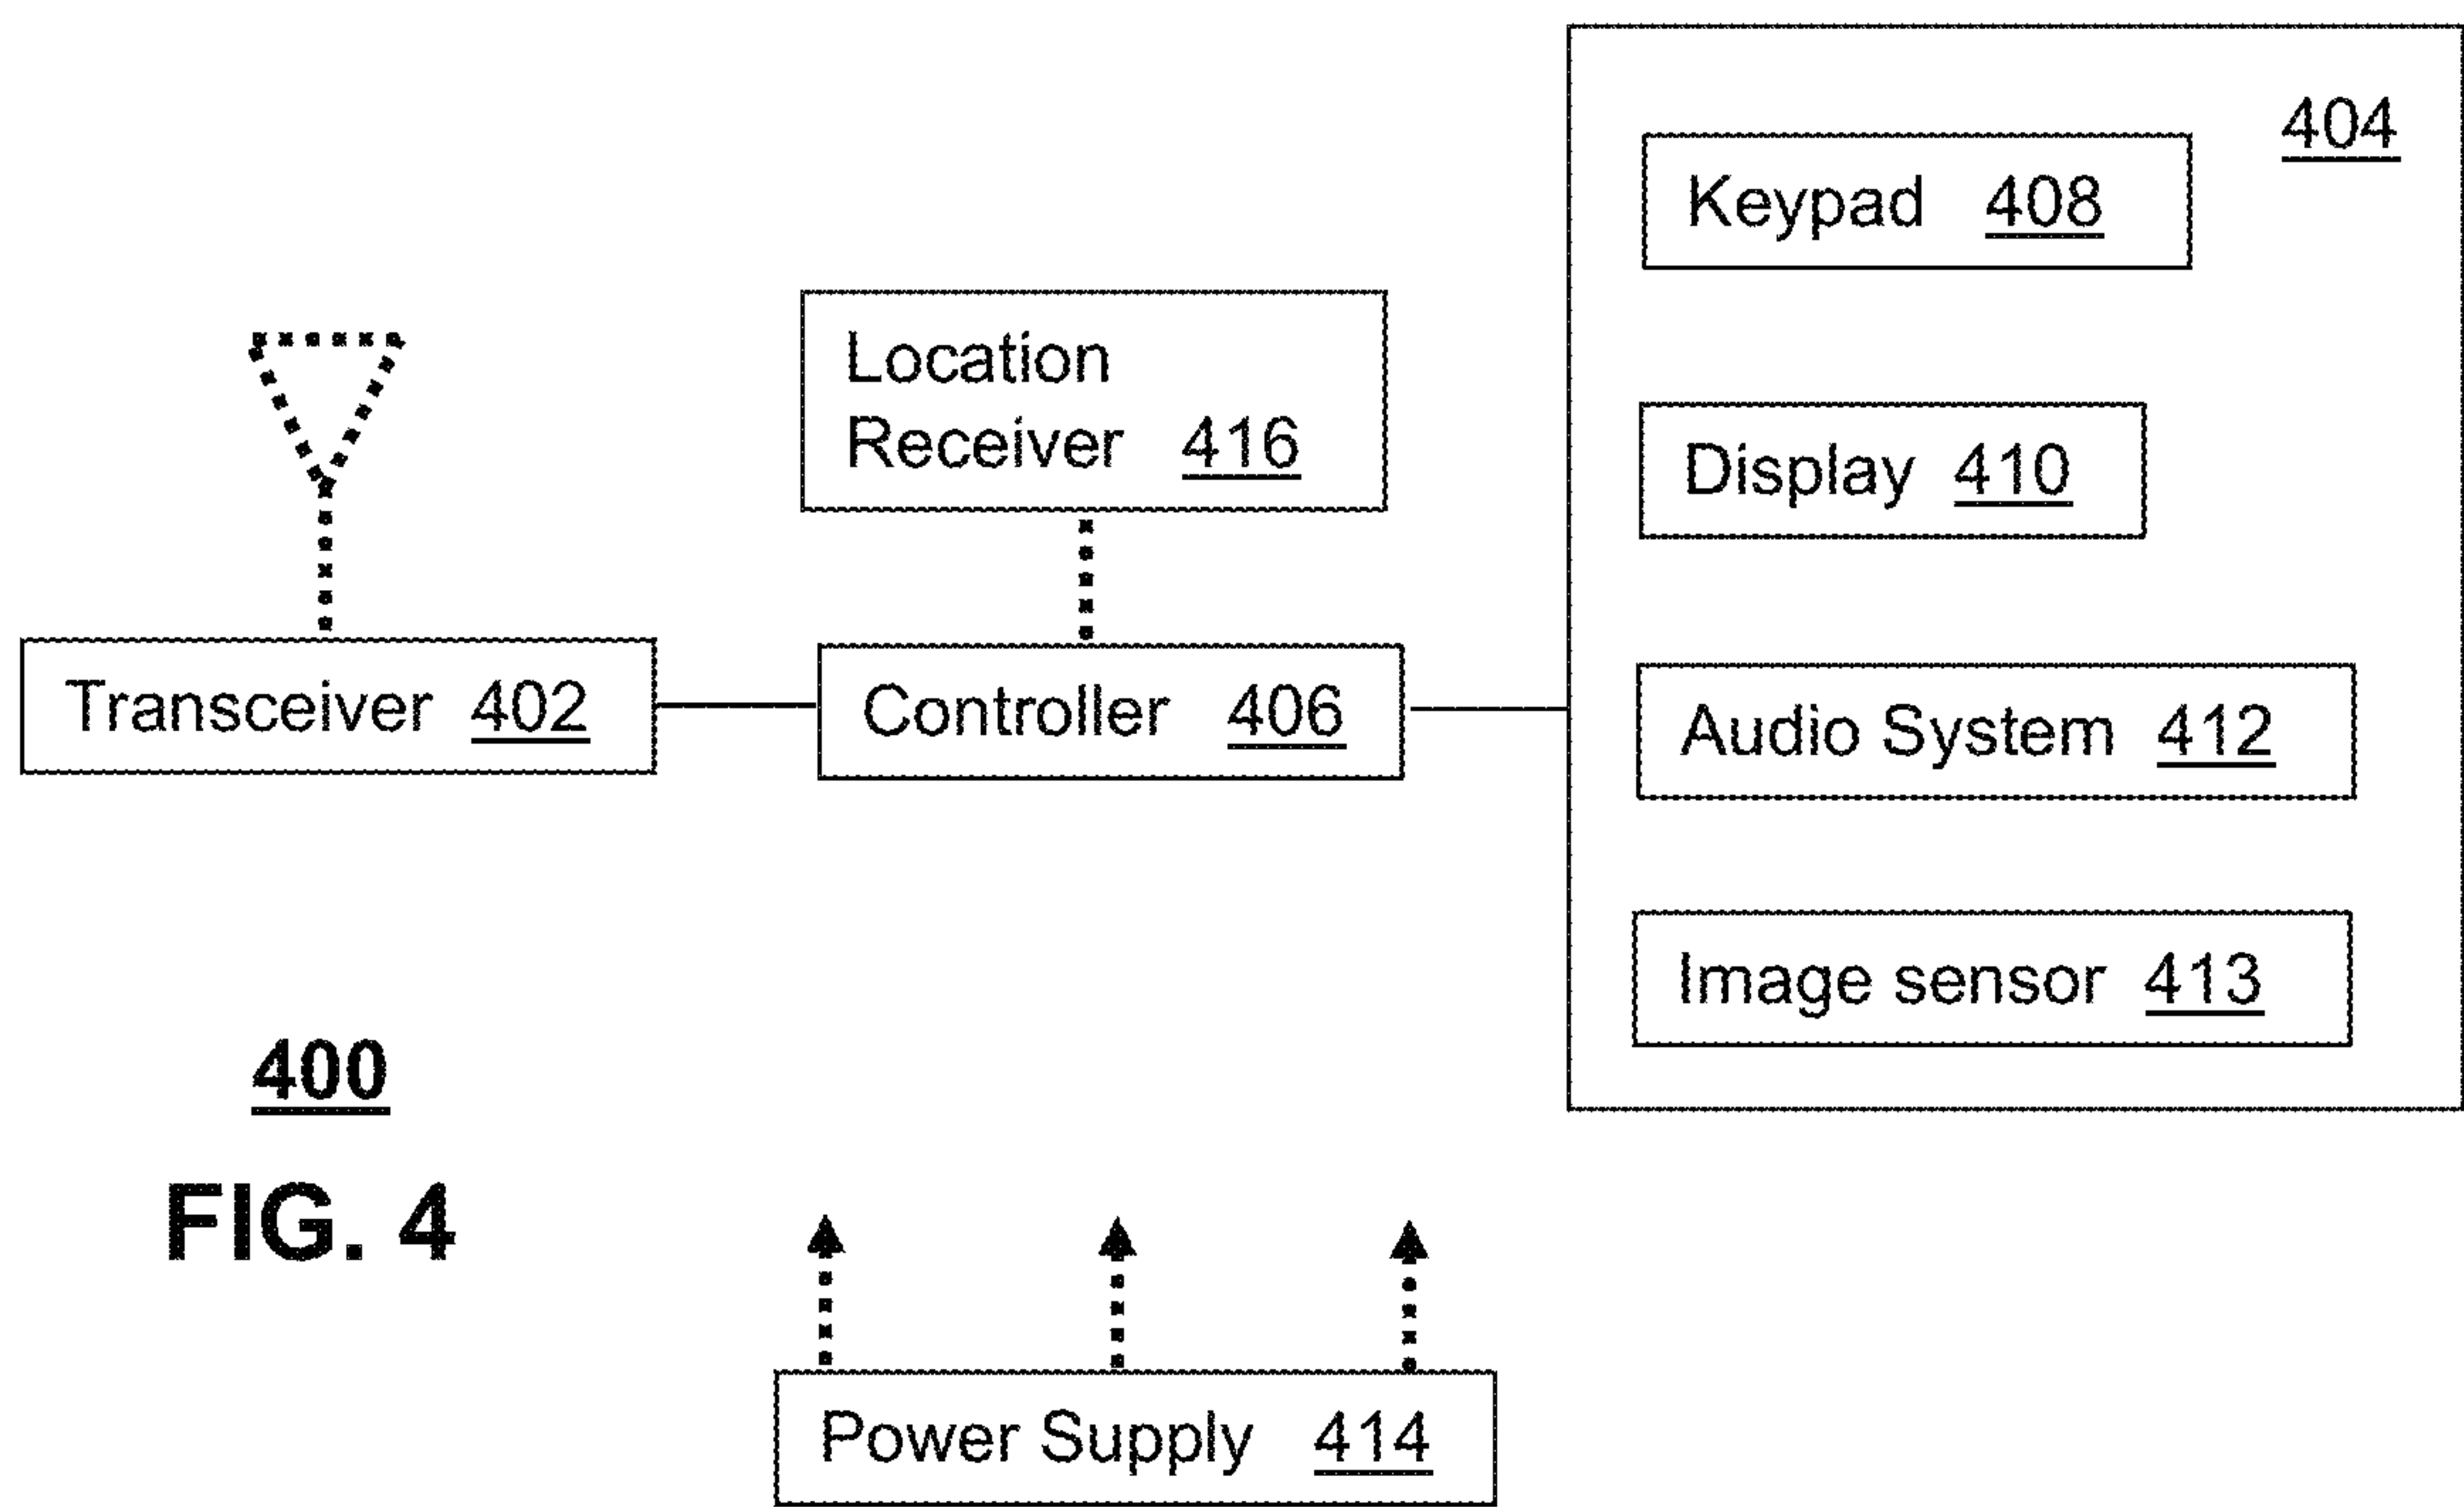 404
Keypad 408
Location
Receiver 416
Display 410
Transceiver 402
Controller 406
Audio System 412
Image sensor 413
400
FIG. 4
Power Supply 414